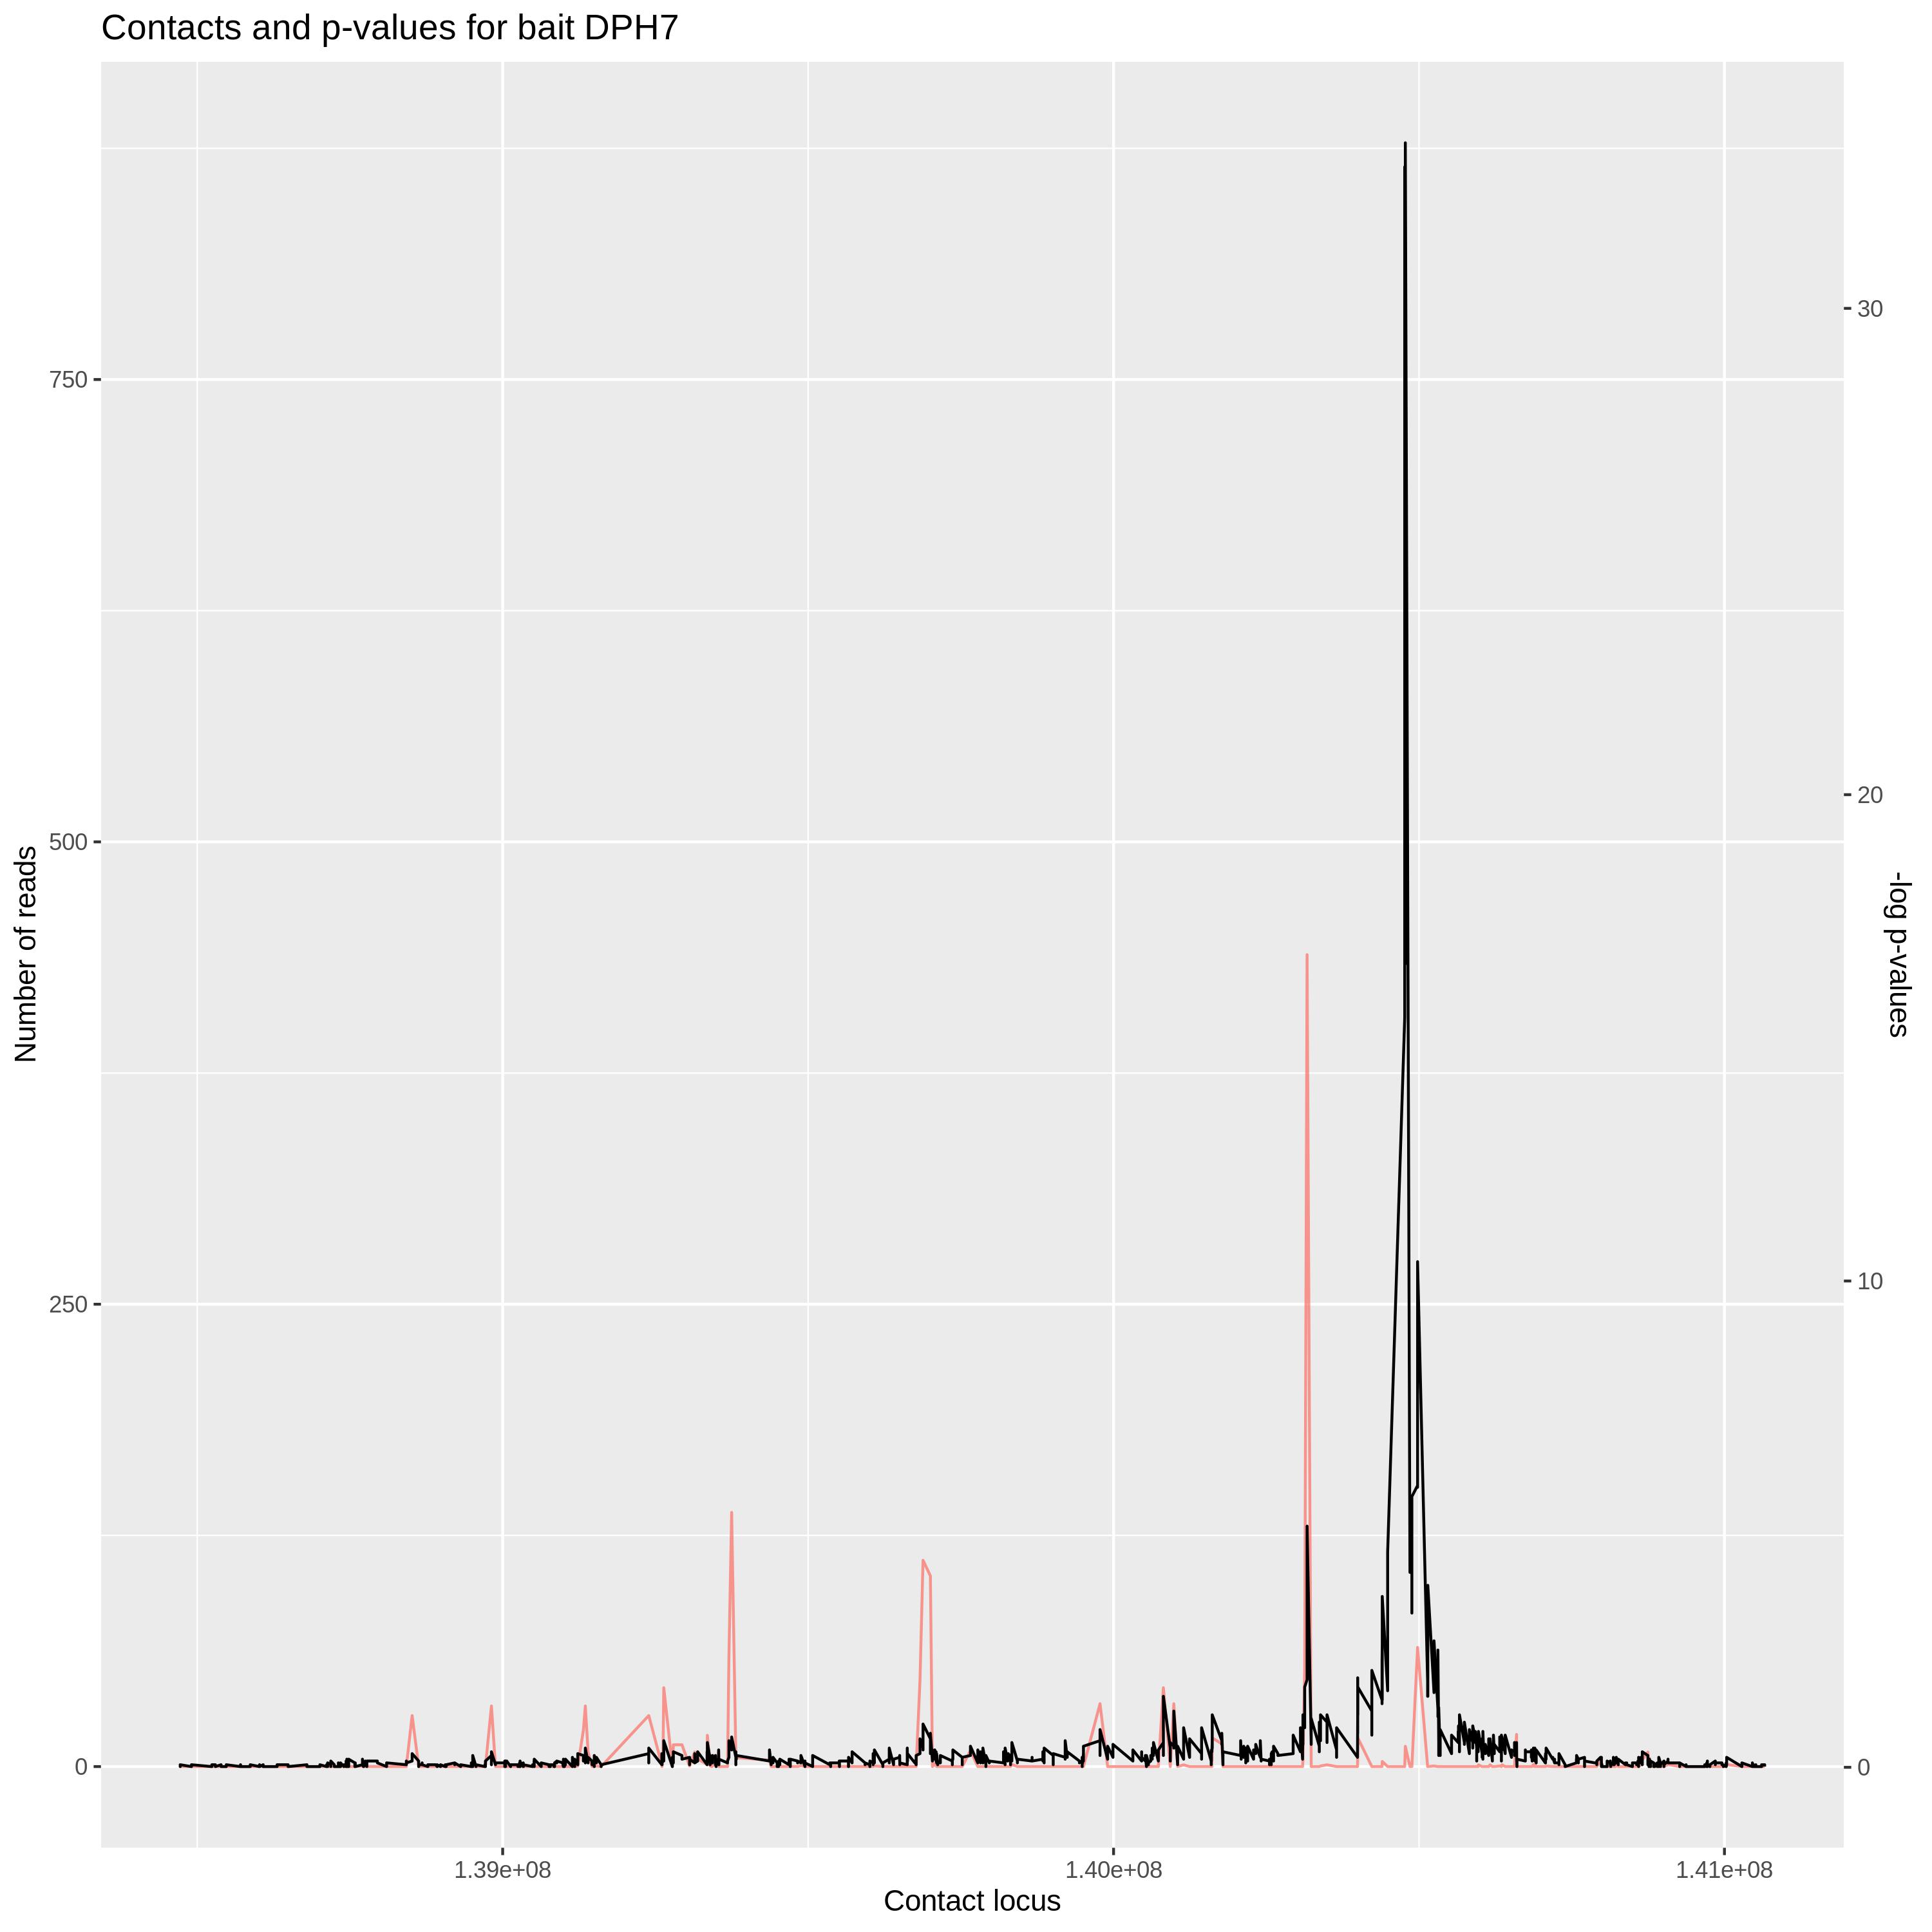 Contacts and p-values for bait DPH7
750
500
250
0
Number of reads
30
20
10
0
-log p-values
1.39e+08
1.40e+08
1.41e+08
Contact locus